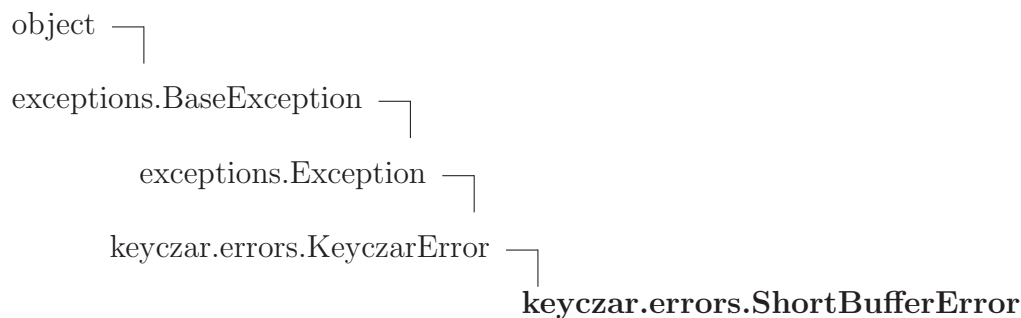 object
exceptions.BaseException
exceptions.Exception
keyczar.errors.KeyczarError
keyczar.errors.ShortBufferError